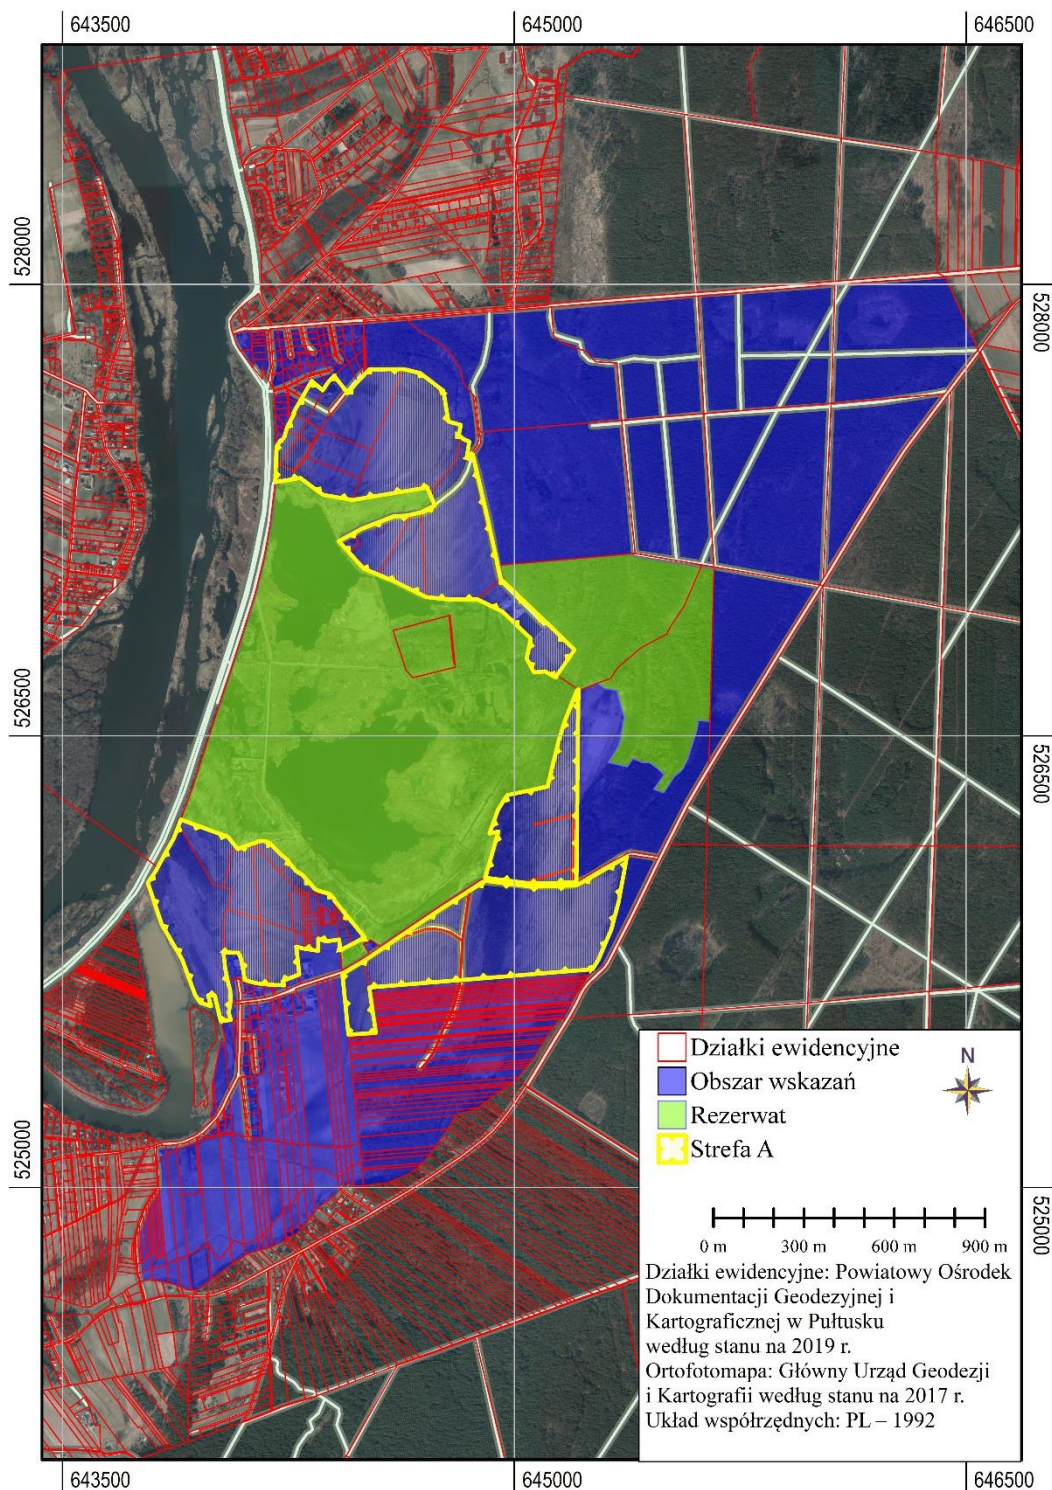 643500
645000
646500
528000
528000
526500
526500
525000
525000
Działki ewidencyjne
Obszar wskazań
Rezerwat
Strefa A
N
0 m 300 m 600 m 900 m
Działki ewidencyjne: Powiatowy Ośrodek
Dokumentacji Geodezyjnej i
Kartograficznej w Pułtusku
według stanu na 2019 r.
Ortofotomapa: Główny Urząd Geodezji
i Kartografii według stanu na 2017 r.
Układ współrzędnych: PL – 1992
643500
645000
646500